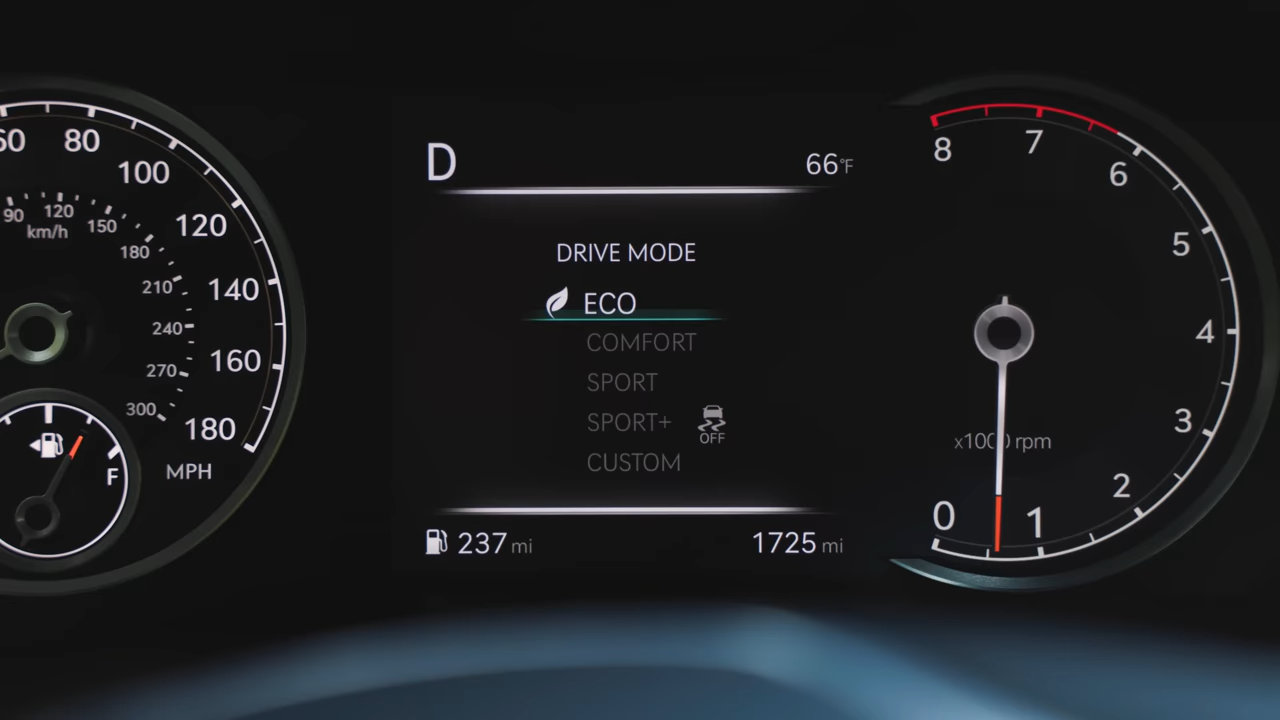 60 80
100
120
140
160
180
MPH
90 120 150
km/h
180
210
240
270
300
F
D 66°F
DRIVE MODE
ECO
COMFORT
SPORT
SPORT+ OFF
CUSTOM
237 mi 1725 mi
8 7
6
5
4
3
2
0 1
rpm